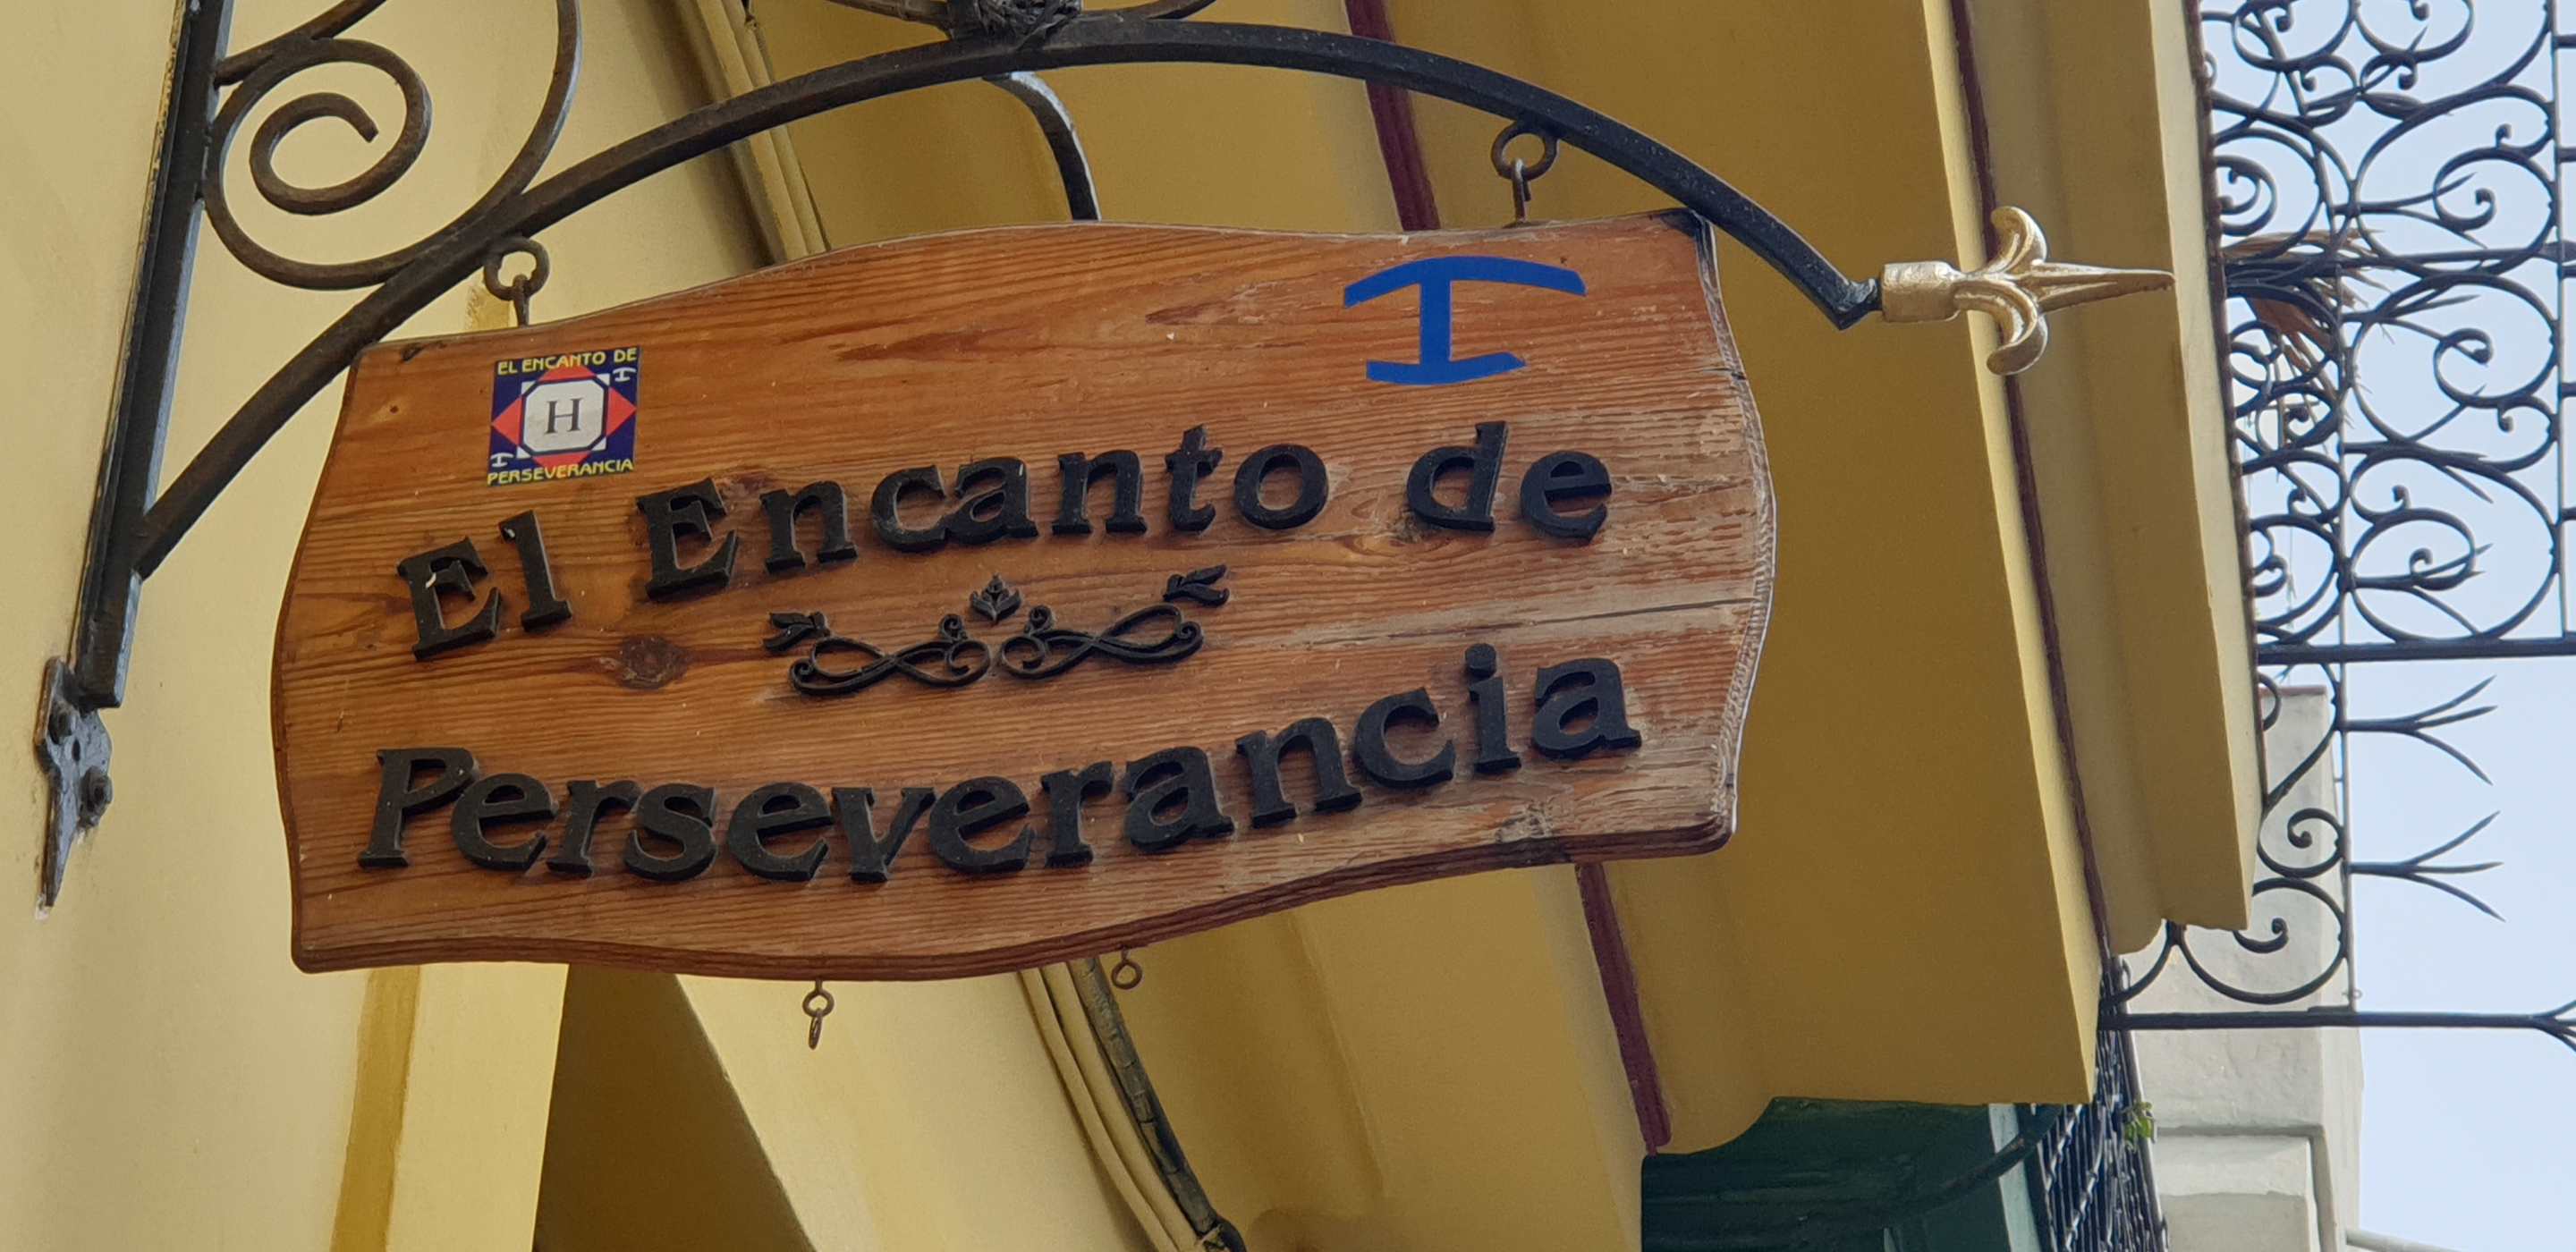 EL ENCANTO DE
H
PERSEVERANCIA
El Encanto de
Perseverancia